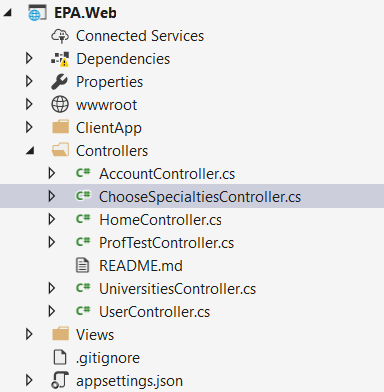 EPA.Web
Connected Services
Dependencies
Properties
wwwroot
ClientApp
Controllers
C# AccountController.cs
C# ChooseSpecialtiesController.cs
C# HomeController.cs
C# ProfTestController.cs
README.md
C# UniversitiesController.cs
C# UserController.cs
Views
.gitignore
appsettings.json